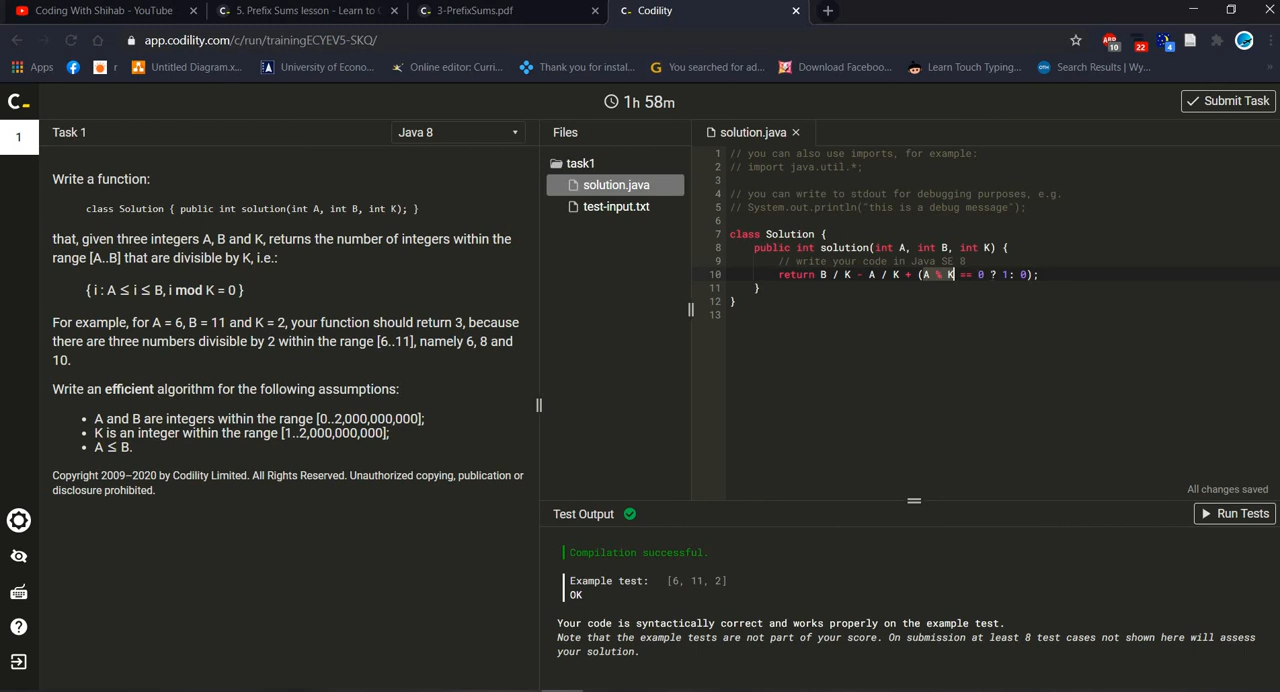 Coding With Shihab - YouTube
5. Prefix Sums lesson - Learn to C
3-PrefixSums.pdf
Codility
app.codility.com/c/run/trainingECYEV5-SKQ/
ABP 10 22 4
Apps
r
Untitled Diagram.x...
University of Econo...
Online editor Curri...
Thank you for instal...
You searched for ad...
Download Faceboo...
Learn Touch Typing...
Search Results | Wy...
C_
1h 58m
Submit Task
1
Task 1
Java 8
Files
solution.java
task1
solution.java
test-input.txt
Write a function:
class Solution { public int solution(int A, int B, int K); }
that, given three integers A, B and K, returns the number of integers within the
range [A..B] that are divisible by K, i.e.:
{ i : A ≤ i ≤ B, i mod K = 0 }
For example, for A = 6, B = 11 and K = 2, your function should return 3, because
there are three numbers divisible by 2 within the range [6..11], namely 6, 8 and
10.
Write an efficient algorithm for the following assumptions:
• A and B are integers within the range [0..2,000,000,000];
• K is an integer within the range [1..2,000,000,000];
• A ≤ B.
Copyright 2009–2020 by Codility Limited. All Rights Reserved. Unauthorized copying, publication or
disclosure prohibited.
1 // you can also use imports, for example:
2 // import java.util.*;
3
4 // you can write to stdout for debugging purposes, e.g.
5 // System.out.println("this is a debug message");
6
7 class Solution {
8 public int solution(int A, int B, int K) {
9 // write your code in Java SE 8
10 return B / K - A / K + (A % K == 0 ? 1: 0);
11 }
12 }
13
All changes saved
Test Output
Run Tests
Compilation successful.
Example test: [6, 11, 2]
OK
Your code is syntactically correct and works properly on the example test.
Note that the example tests are not part of your score. On submission at least 8 test cases not shown here will assess
your solution.